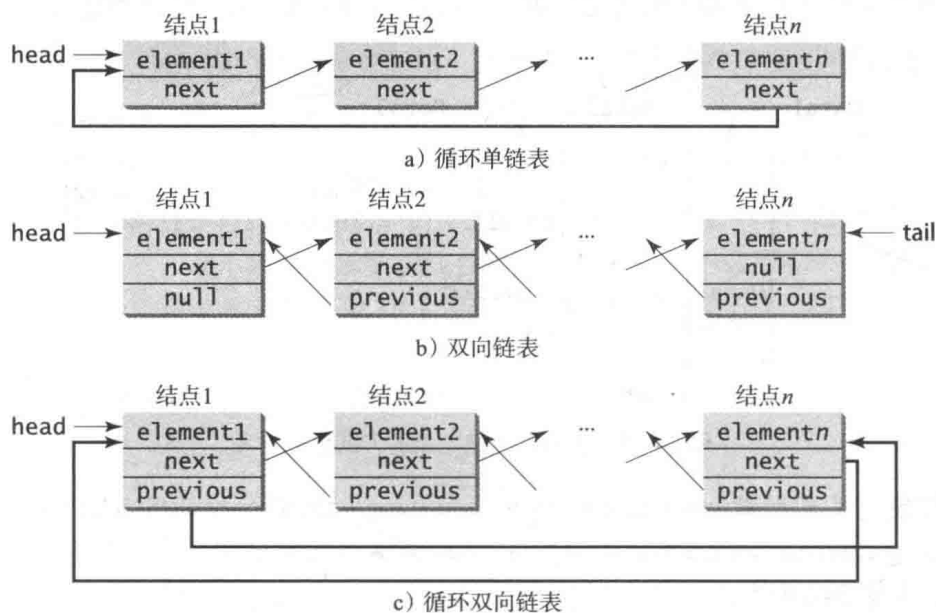 结点1 结点2 结点n
head element1 element2 ... elementn
next next next
a）循环单链表
结点1 结点2 结点n
head element1 element2 ... elementn tail
next next null
null previous previous
b）双向链表
结点1 结点2 结点n
head element1 element2 ... elementn
next next next
previous previous previous
c）循环双向链表